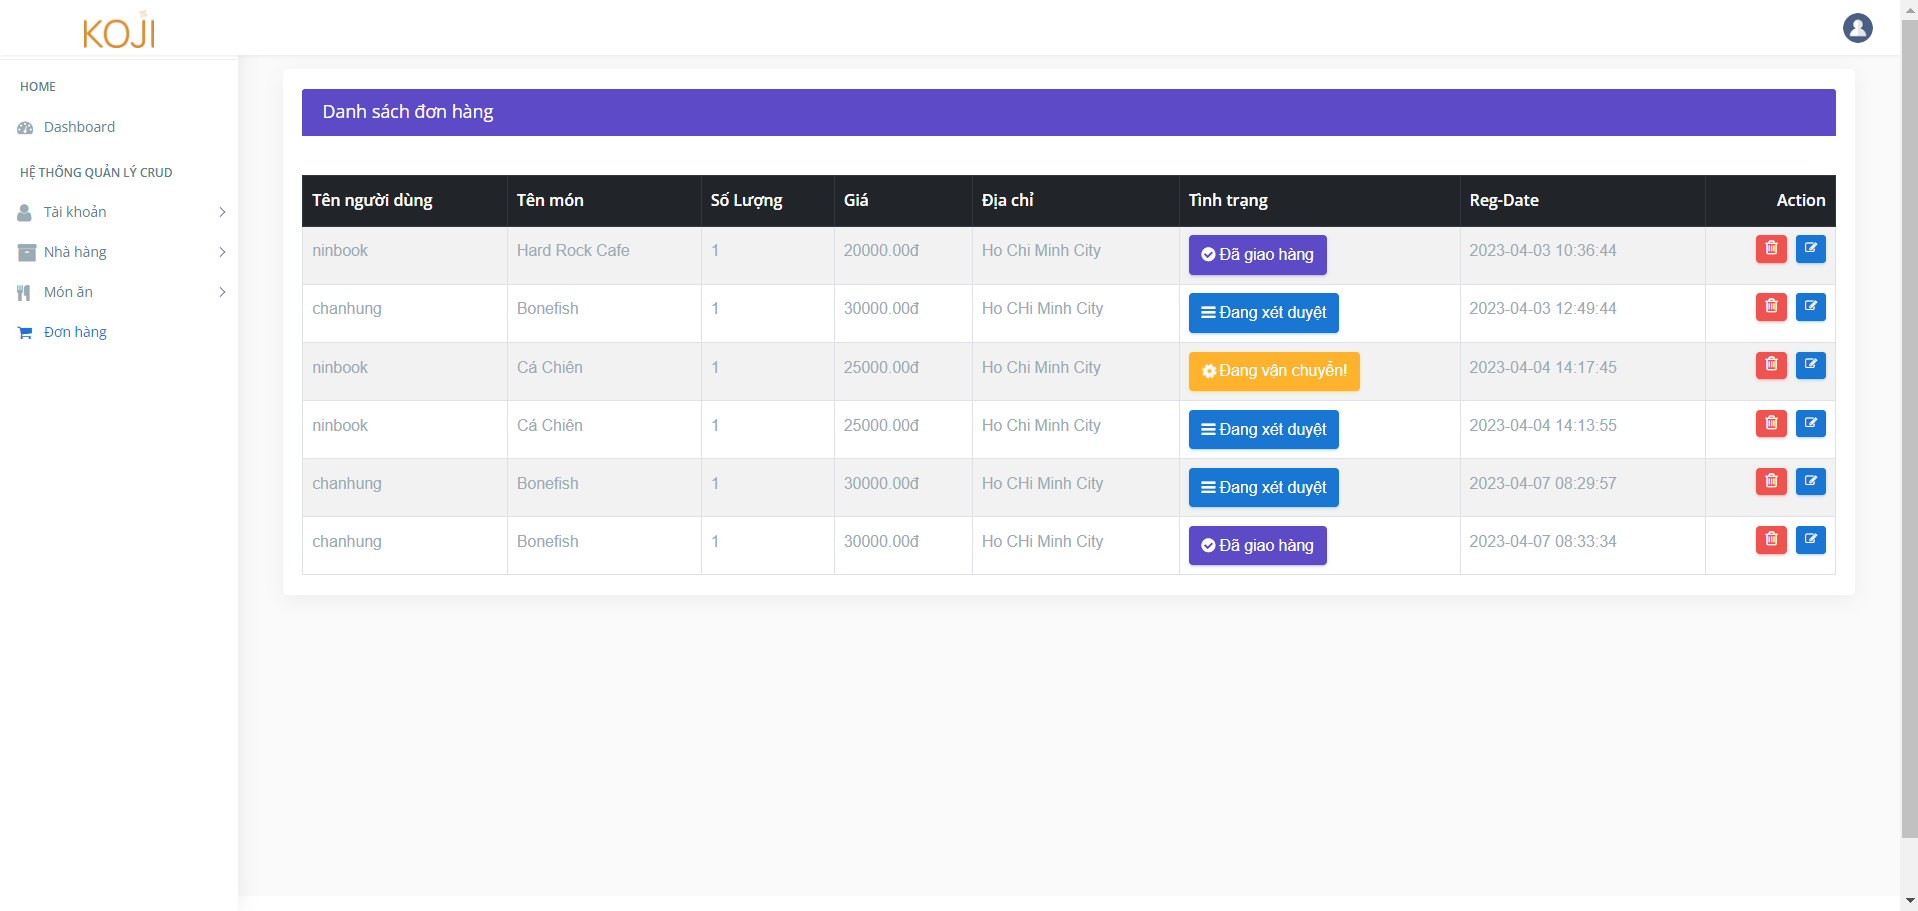 KOJI
HOME
Dashboard
HỆ THỐNG QUẢN LÝ CRUD
Tài khoản
Nhà hàng
Món ăn
Đơn hàng
Danh sách đơn hàng
Tên người dùng Tên món Số Lượng Giá Địa chỉ Tình trạng Reg-Date Action
ninbook Hard Rock Cafe 1 20000.00đ Ho Chi Minh City Đã giao hàng 2023-04-03 10:36:44
chanhung Bonefish 1 30000.00đ Ho CHi Minh City Đang xét duyệt 2023-04-03 12:49:44
ninbook Cá Chiên 1 25000.00đ Ho Chi Minh City Đang vân chuyển! 2023-04-04 14:17:45
ninbook Cá Chiên 1 25000.00đ Ho Chi Minh City Đang xét duyệt 2023-04-04 14:13:55
chanhung Bonefish 1 30000.00đ Ho CHi Minh City Đang xét duyệt 2023-04-07 08:29:57
chanhung Bonefish 1 30000.00đ Ho CHi Minh City Đã giao hàng 2023-04-07 08:33:34